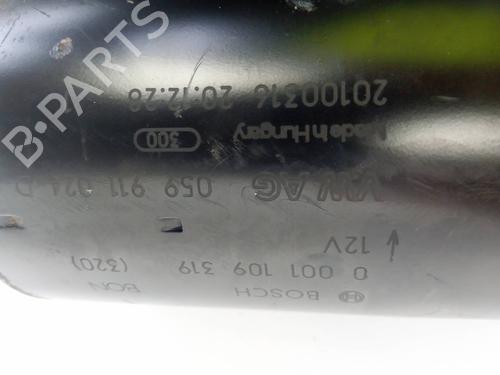 BOSCH BON
0 001 109 319 (320)
12V
VW AG 059 911 024 D
300
Made in Hungary
20100316 20:12:28
B-PARTS